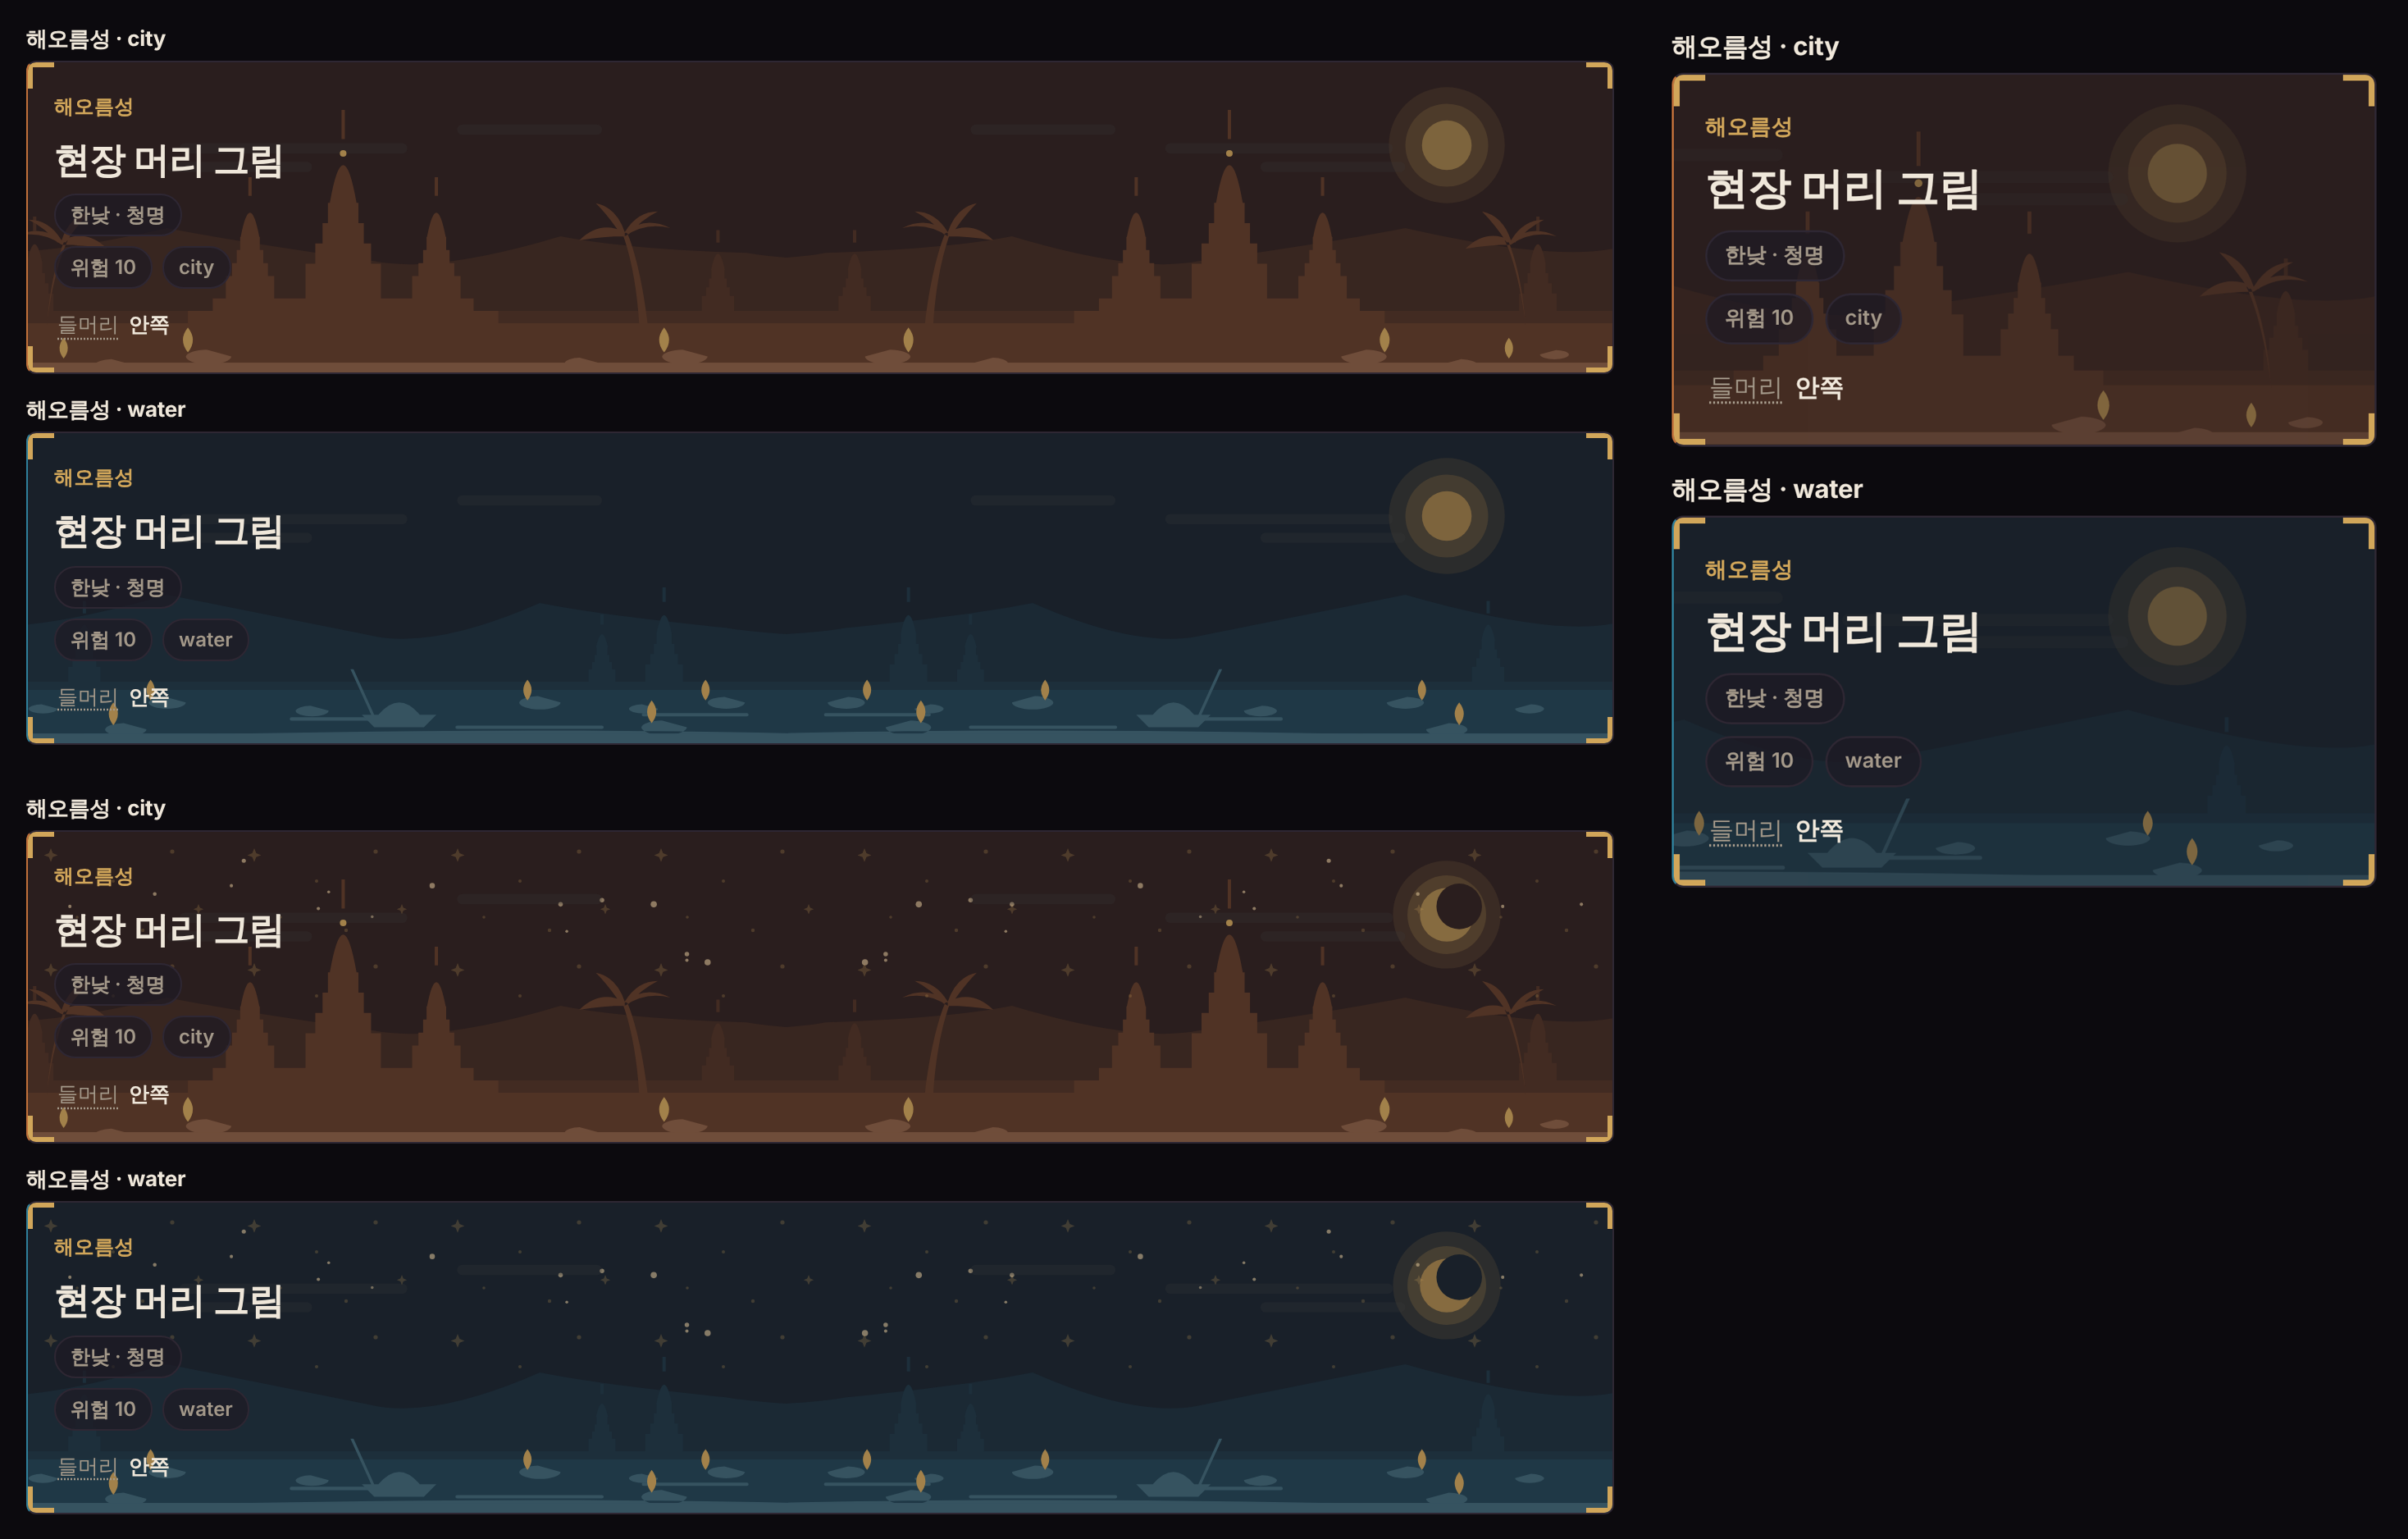 해오름성 · city
해오름성
현장 머리 그림
한낮 · 청명
위험 10 city
들머리 안쪽
해오름성 · water
해오름성
현장 머리 그림
한낮 · 청명
위험 10 water
들머리 안쪽
해오름성 · city
해오름성
현장 머리 그림
한낮 · 청명
위험 10 city
들머리 안쪽
해오름성 · water
해오름성
현장 머리 그림
한낮 · 청명
위험 10 water
들머리 안쪽
해오름성 · city
해오름성
현장 머리 그림
한낮 · 청명
위험 10 city
들머리 안쪽
해오름성 · water
해오름성
현장 머리 그림
한낮 · 청명
위험 10 water
들머리 안쪽